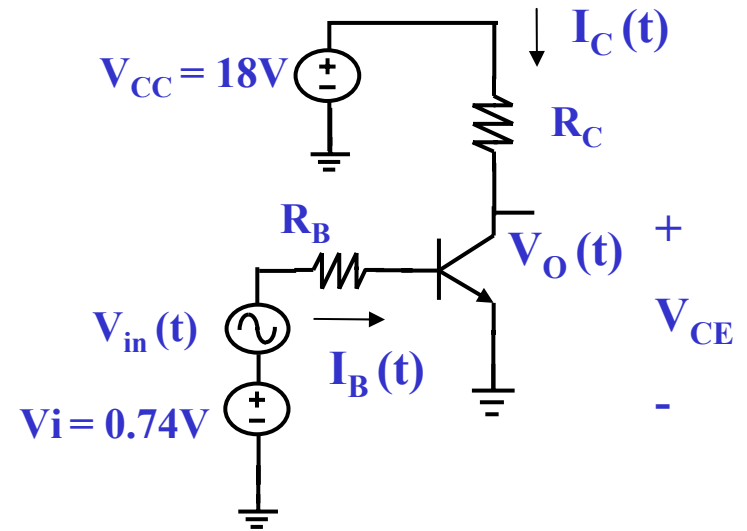 I_C (t)
V_CC = 18V
+
-
R_C
R_B
V_O (t)
+
V_in (t)
V_CE
I_B (t)
Vi = 0.74V
+
-
-